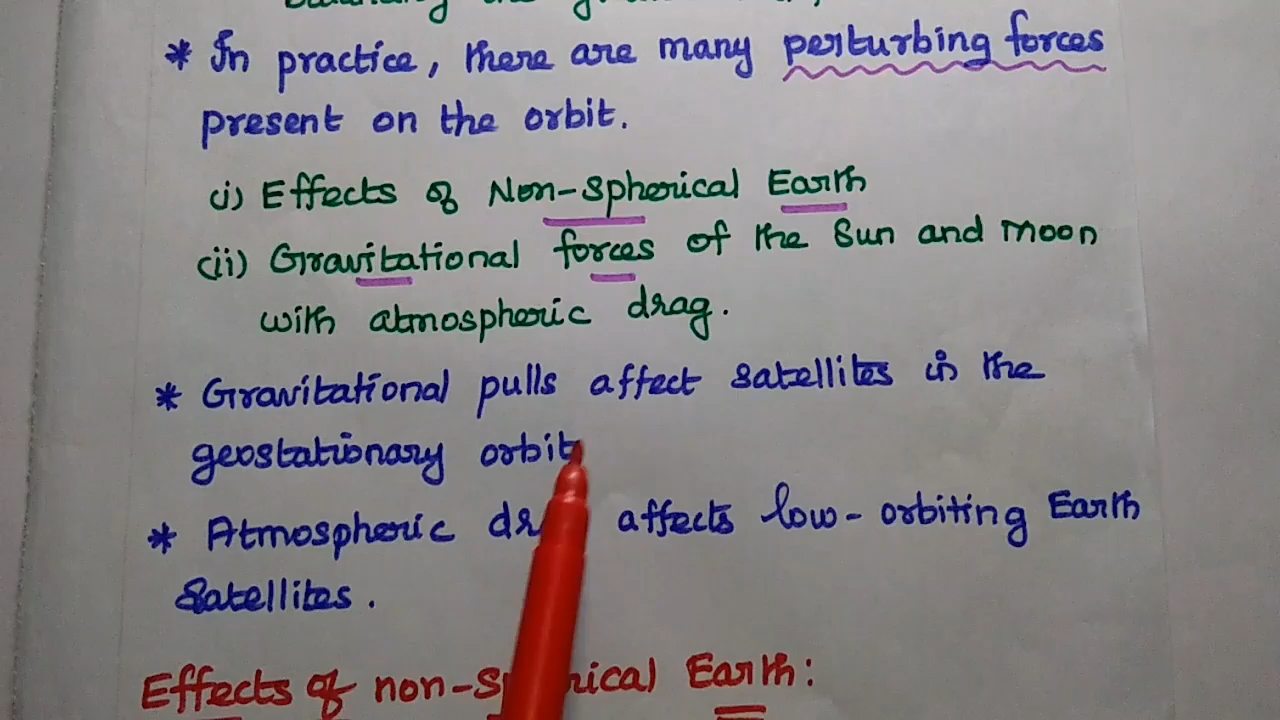 the
* In practice, there are many perturbing forces
present on the orbit.
(i) Effects of Non-spherical Earth
(ii) Gravitational forces of the Sun and Moon
with atmospheric drag.
* Gravitational pulls affect satellites in the
geostationary orbit
* Atmospheric affects low-orbiting Earth
Satellites.
Effects of Earth: